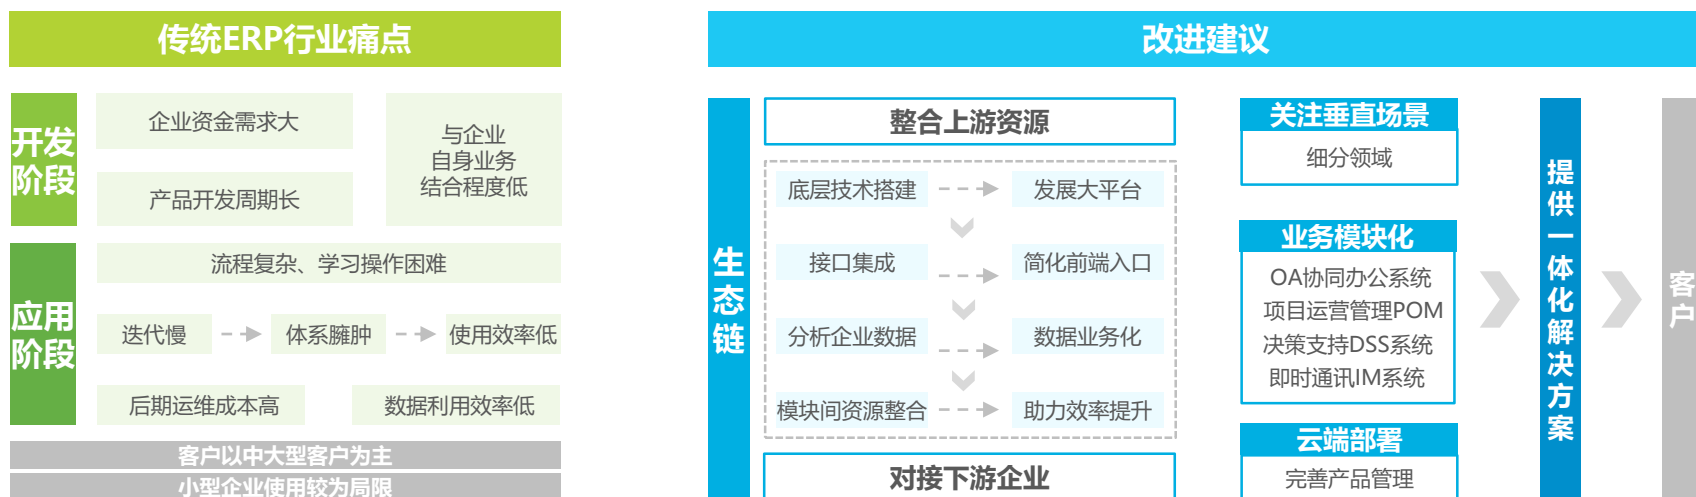 传统ERP行业痛点
开发
阶段
企业资金需求大
产品开发周期长
与企业
自身业务
结合程度低
应用
阶段
流程复杂、学习操作困难
迭代慢
体系臃肿
使用效率低
后期运维成本高
数据利用效率低
客户以中大型客户为主
小型企业使用较为局限
改进建议
生态链
整合上游资源
底层技术搭建
发展大平台
接口集成
简化前端入口
分析企业数据
数据业务化
模块间资源整合
助力效率提升
对接下游企业
关注垂直场景
细分领域
业务模块化
OA协同办公系统
项目运营管理POM
决策支持DSS系统
即时通讯IM系统
云端部署
完善产品管理
提供一体化解决方案
客户